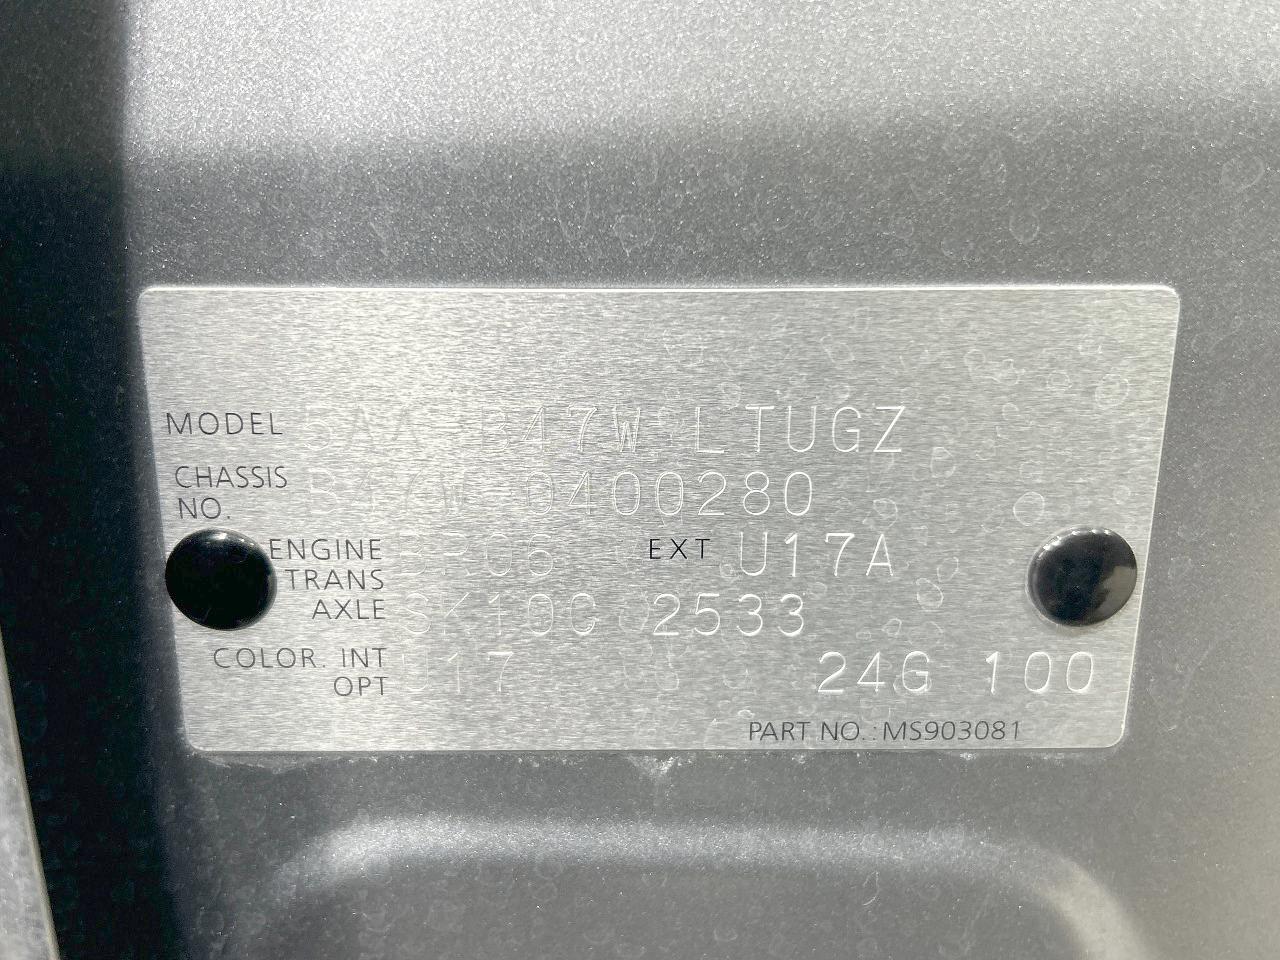 MODEL 5AA-B47W-LTUGZ
CHASSIS NO. B47W-0400280
ENGINE BR06 EXT U17A
TRANS
AXLE SK10C 2533
COLOR. INT U17 24G 100
OPT
PART NO.:MS903081